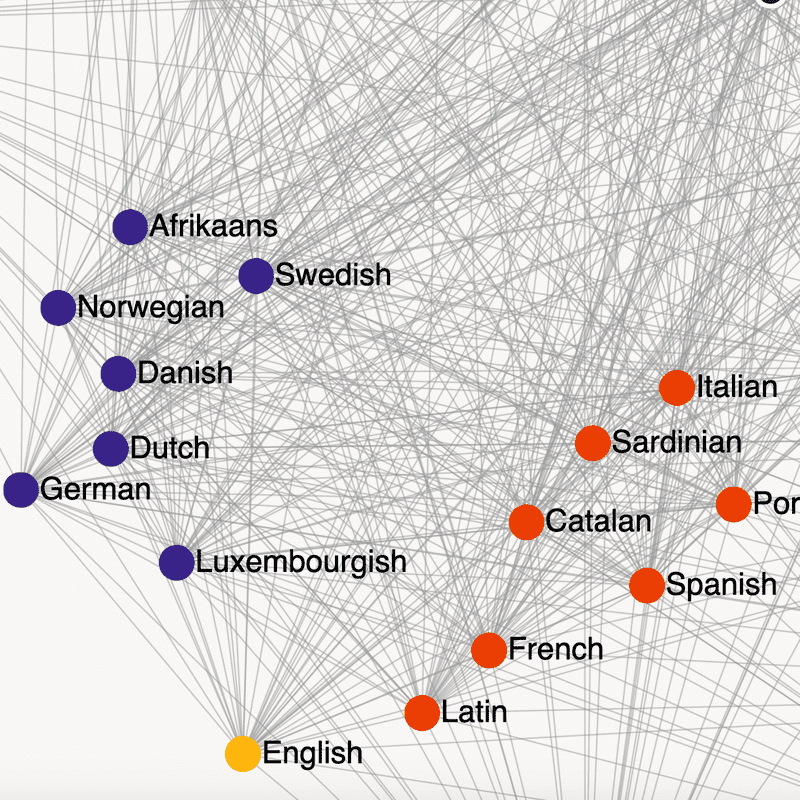 Afrikaans
Swedish
Norwegian
Danish
Italian
Sardinian
Dutch
German
Por
Catalan
Luxembourgish
Spanish
French
Latin
English